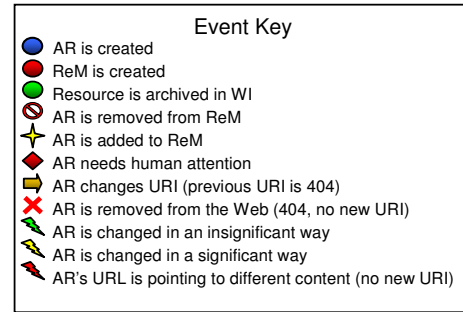 Event Key
AR is created
ReM is created
Resource is archived in WI
AR is removed from ReM
AR is added to ReM
AR needs human attention
AR changes URI (previous URI is 404)
AR is removed from the Web (404, no new URI)
AR is changed in an insignificant way
AR is changed in a significant way
AR's URL is pointing to different content (no new URI)